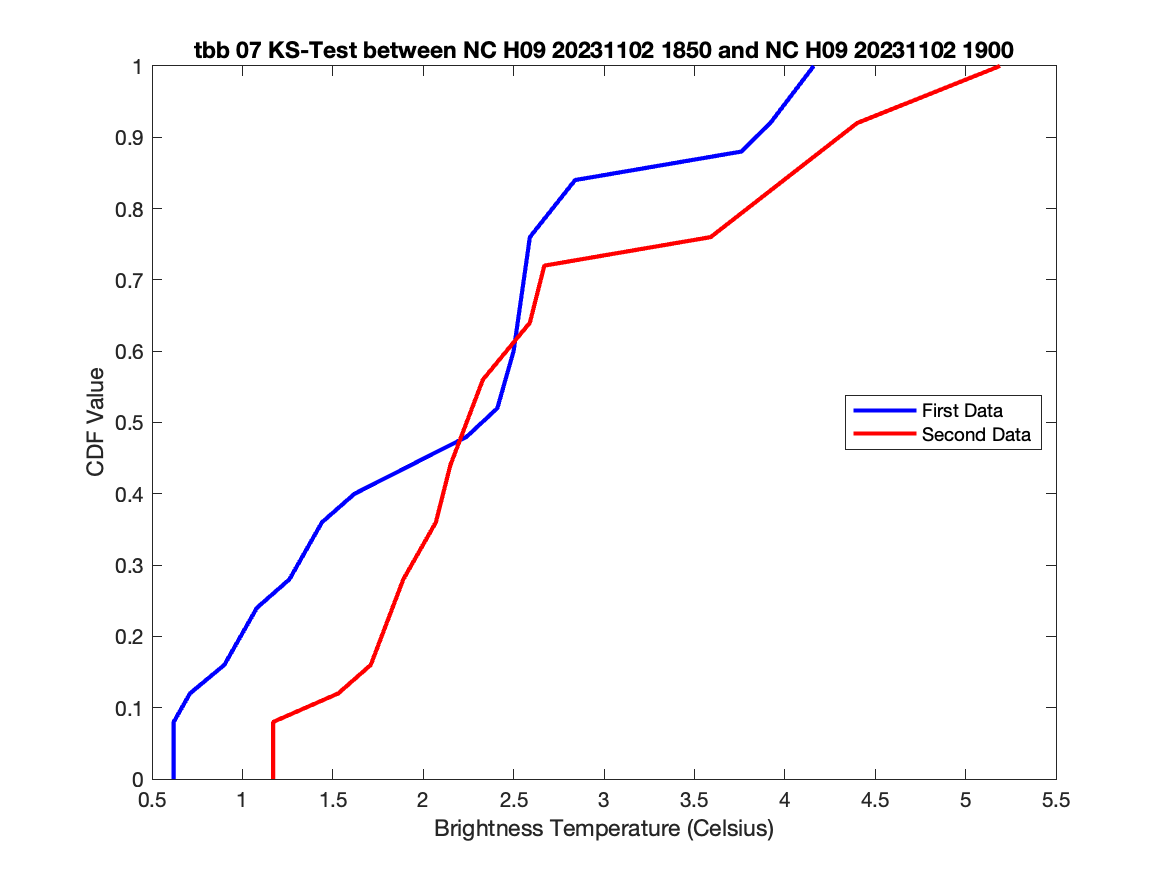 tbb 07 KS-Test between NC H09 20231102 1850 and NC H09 20231102 1900
1
0.9
0.8
0.7
0.6
0.5
0.4
0.3
0.2
0.1
0
CDF Value
First Data
Second Data
0.5 1 1.5 2 2.5 3 3.5 4 4.5 5 5.5
Brightness Temperature (Celsius)